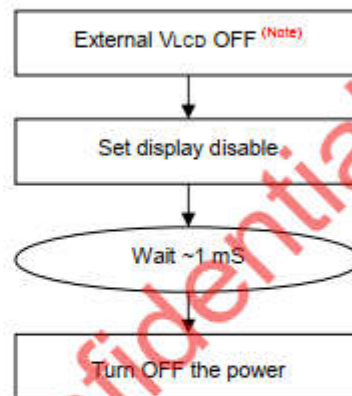 External VLCD OFF (Note)
Set display disable
Wait ~1 mS
Turn OFF the power